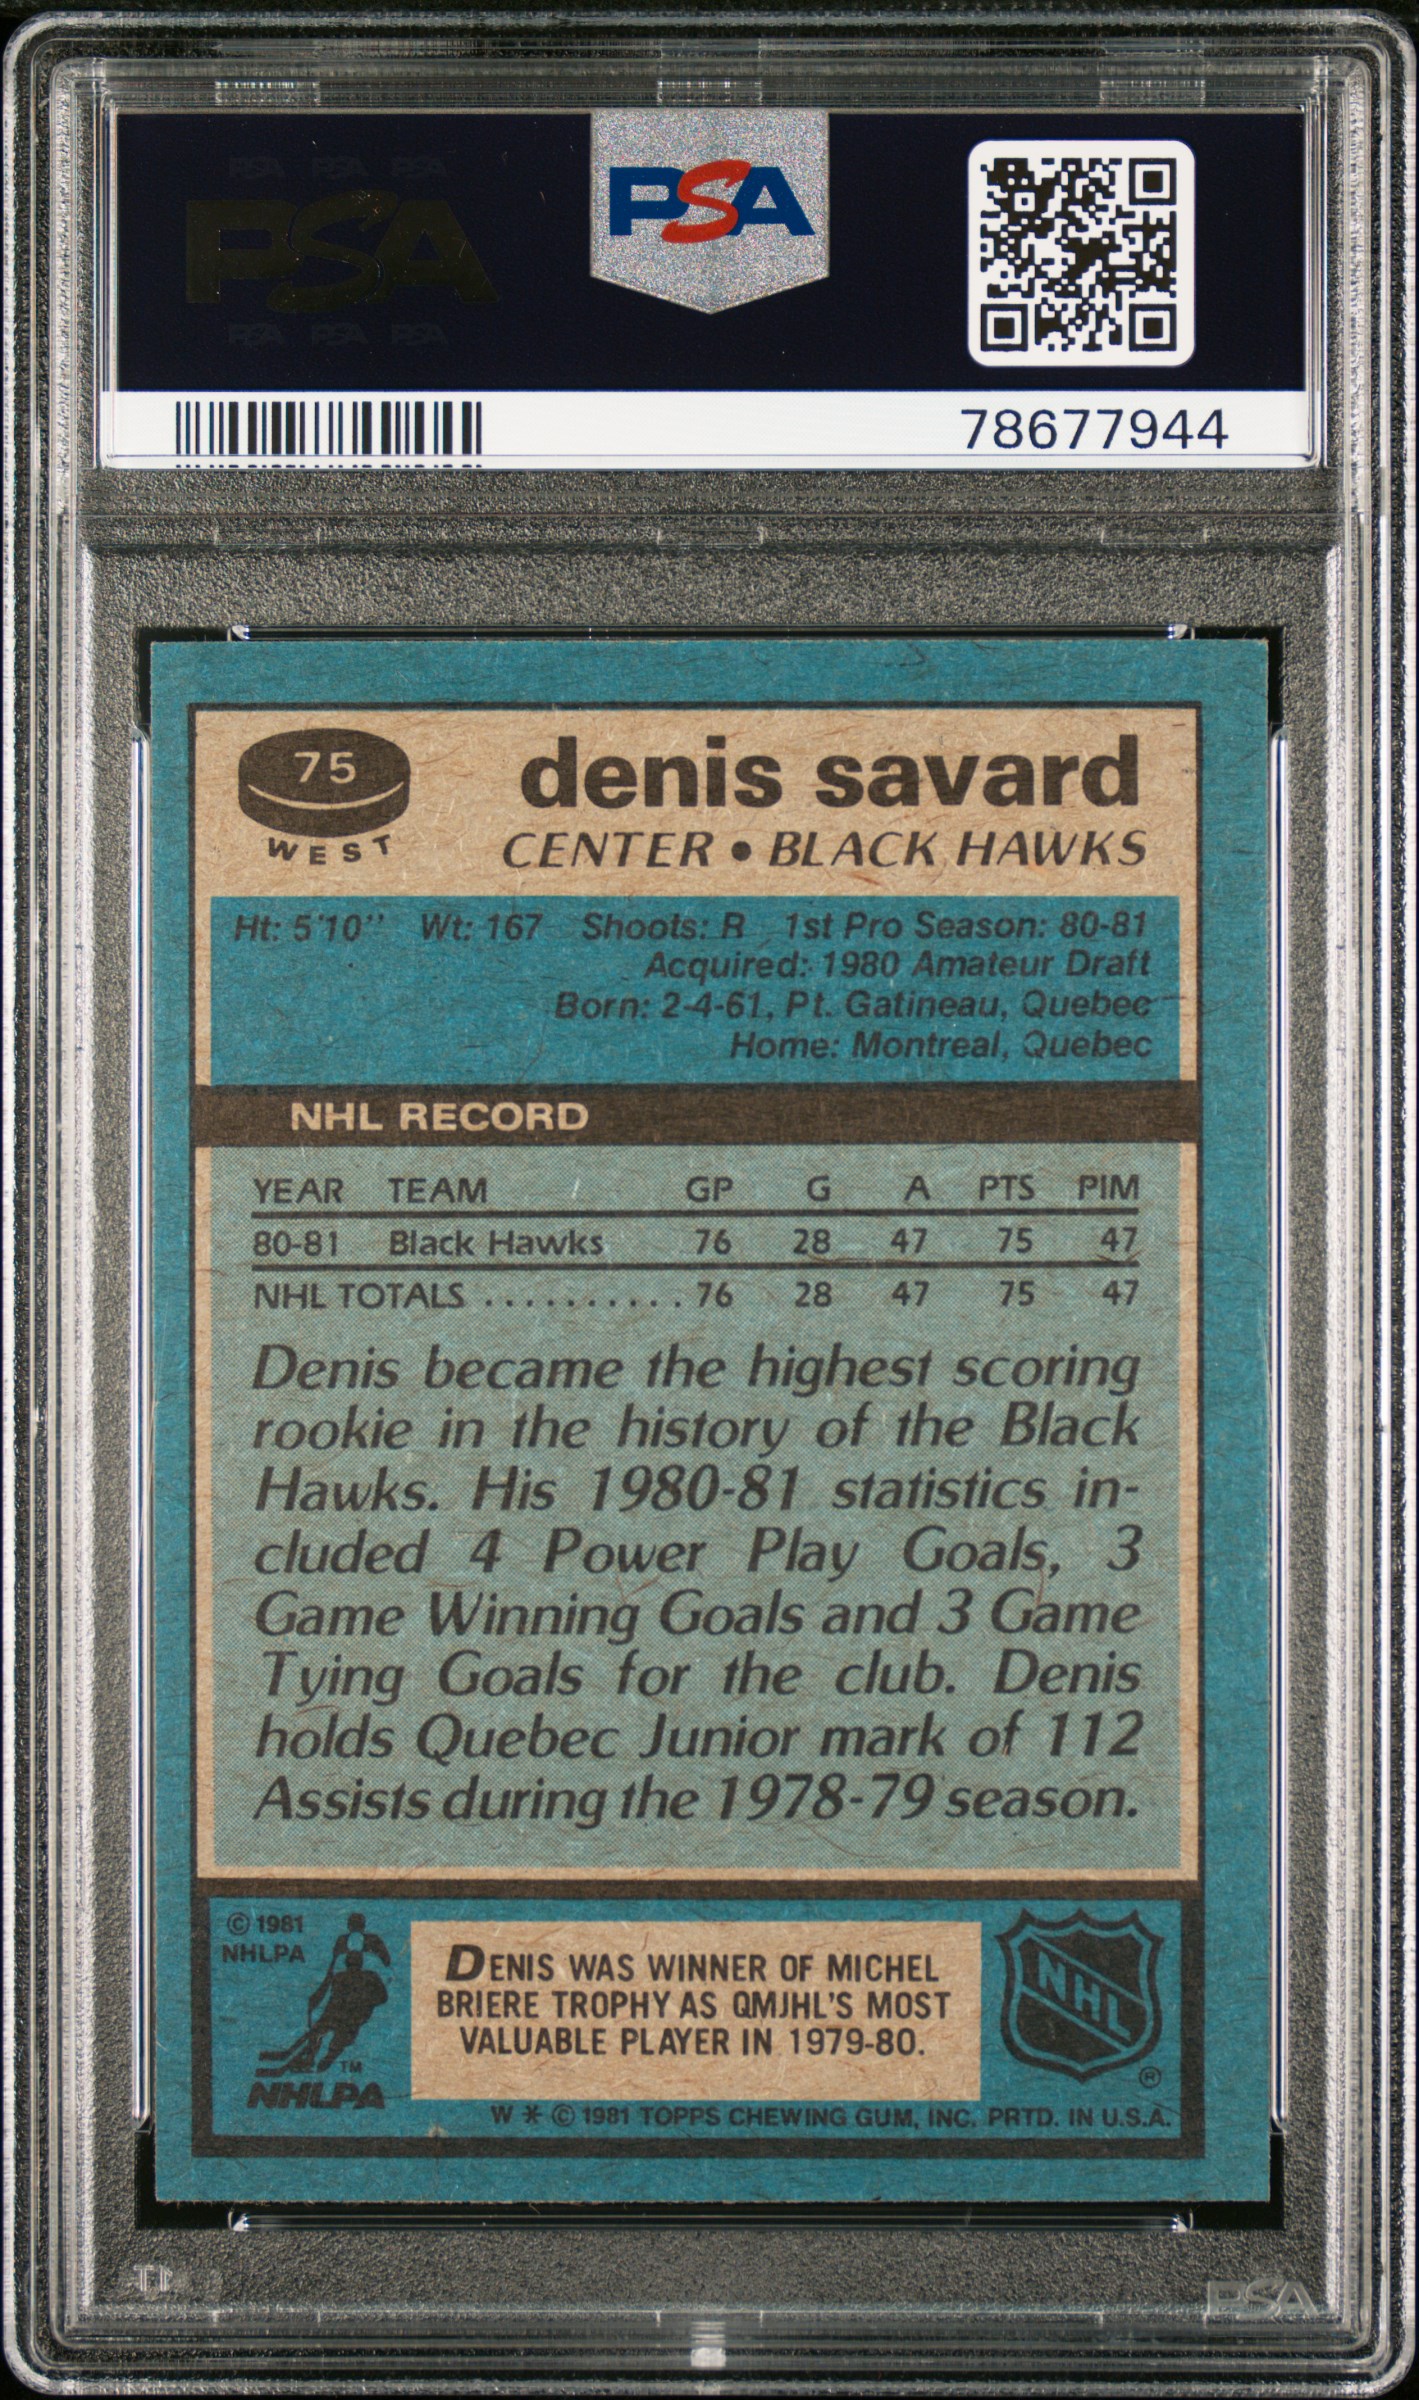 PSA PSA PSA
PSA
PSA PSA PSA
PSA
78677944
75
WEST
denis savard
CENTER • BLACK HAWKS
Ht: 5'10" Wt: 167 Shoots: R 1st Pro Season: 80-81
Acquired: 1980 Amateur Draft
Born: 2-4-61, Pt. Gatineau, Quebec
Home: Montreal, Quebec
NHL RECORD
YEAR TEAM GP G A PTS PIM
80-81 Black Hawks 76 28 47 75 47
NHL TOTALS .......... 76 28 47 75 47
Denis became the highest scoring
rookie in the history of the Black
Hawks. His 1980-81 statistics in-
cluded 4 Power Play Goals, 3
Game Winning Goals and 3 Game
Tying Goals for the club. Denis
holds Quebec Junior mark of 112
Assists during the 1978-79 season.
© 1981
NHLPA
TM
NHLPA
DENIS WAS WINNER OF MICHEL
BRIERE TROPHY AS QMJHL'S MOST
VALUABLE PLAYER IN 1979-80.
NHL
®
W * © 1981 TOPPS CHEWING GUM, INC. PRTD. IN U.S.A.
PSA